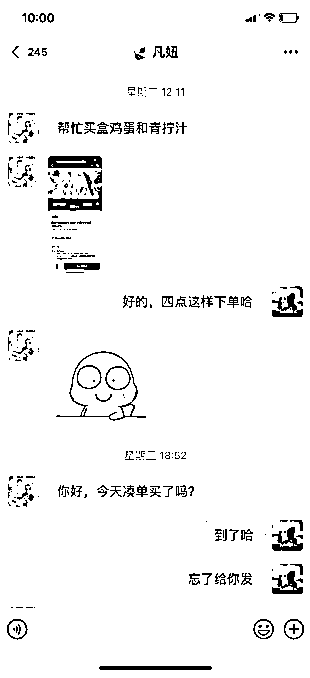 10:00
245
凡妞
星期二 12:11
帮忙买盒鸡蛋和青拧汁
好的，四点这样下单哈
星期二 18:52
你好，今天凑单买了吗?
到了哈
忘了给你发